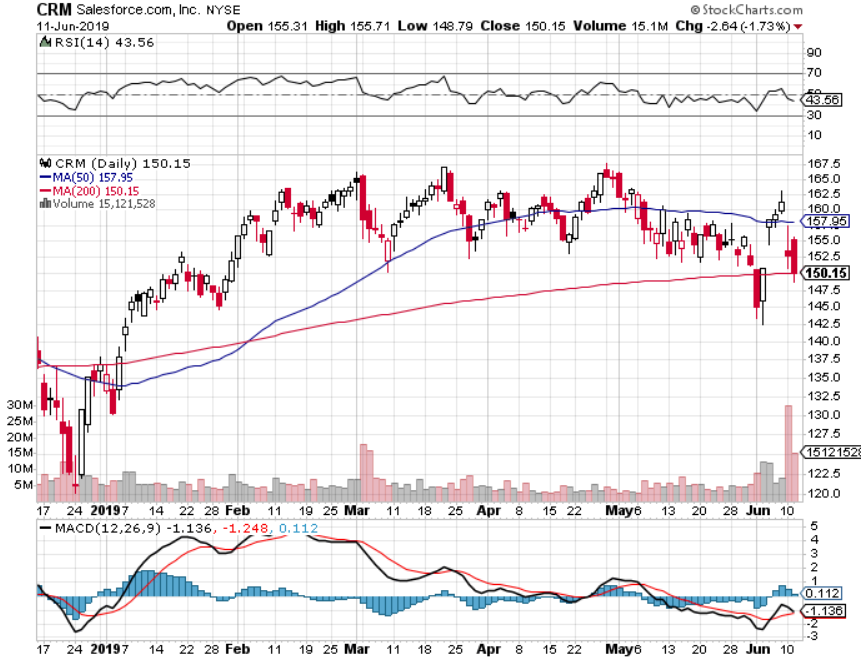 CRM Salesforce.com, Inc. NYSE © StockCharts.com
11-Jun-2019 Open 155.31 High 155.71 Low 148.79 Close 150.15 Volume 15.1M Chg -2.64 (-1.73%)
RSI(14) 43.56
90
70
50
43.56
30
10
CRM (Daily) 150.15
MA(50) 157.95
MA(200) 150.15
Volume 15,121,528
167.5
165.0
162.5
160.0
157.95
155.0
152.5
150.15
147.5
145.0
142.5
140.0
137.5
135.0
132.5
130.0
127.5
15121528
122.5
120.0
30M
25M
20M
15M
10M
5M
17 24 2019 7 14 22 28 Feb 11 19 25 Mar 11 18 25 Apr 8 15 22 May 6 13 20 28 Jun 10
MACD(12,26,9) -1.136, -1.248, 0.112
5
4
3
2
1
0.112
-1.136
-2
-3
17 24 2019 7 14 22 28 Feb 11 19 25 Mar 11 18 25 Apr 8 15 22 May 6 13 20 28 Jun 10